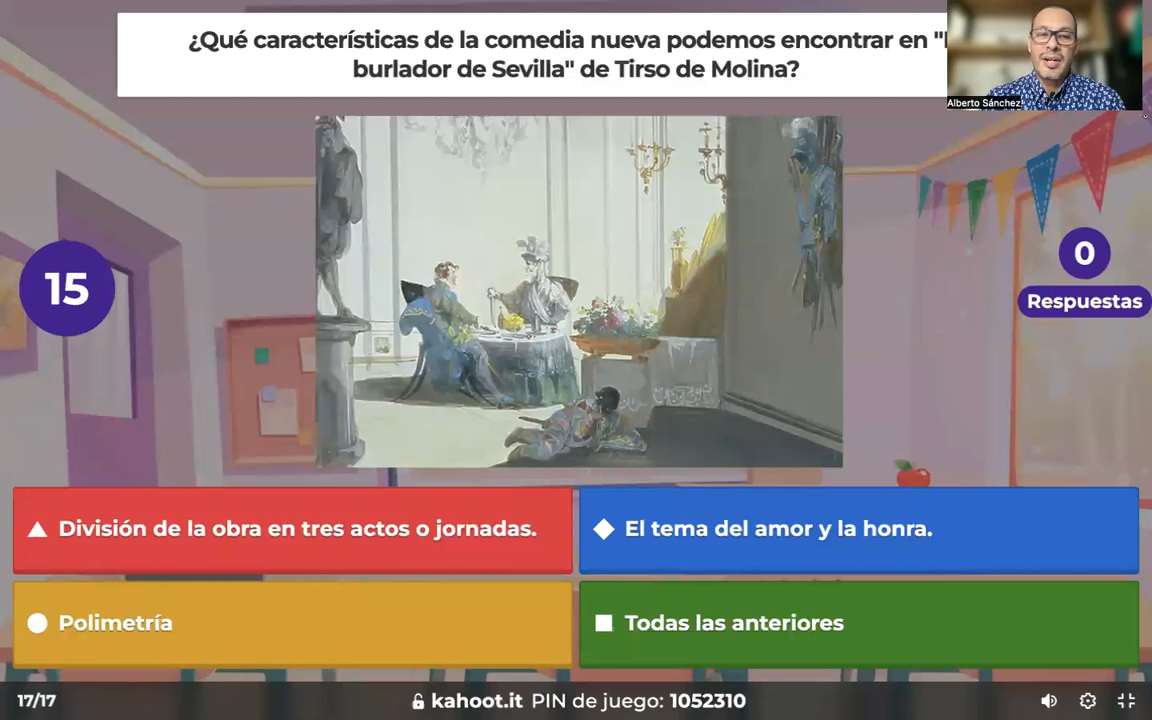 ¿Qué características de la comedia nueva podemos encontrar en "
burlador de Sevilla" de Tirso de Molina?
Alberto Sánchez
15
0
Respuestas
División de la obra en tres actos o jornadas.
El tema del amor y la honra.
Polimetría
Todas las anteriores
17/17
kahoot.it PIN de juego: 1052310